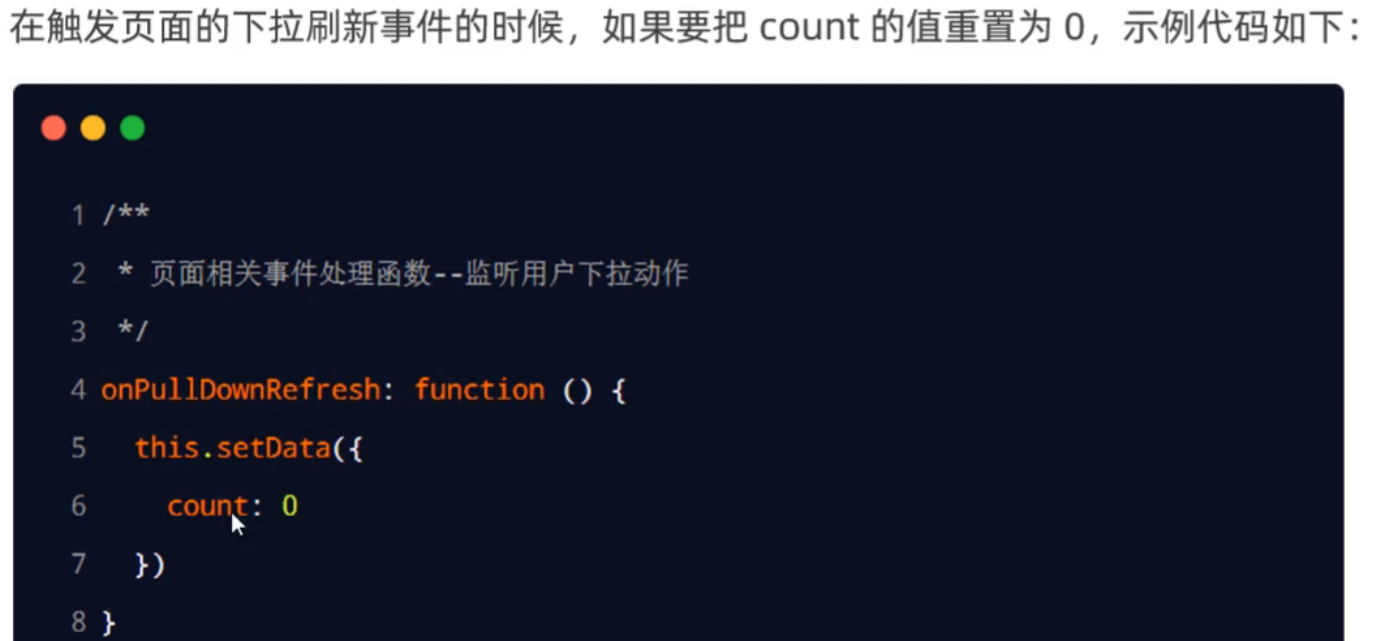 在触发页面的下拉刷新事件的时候，如果要把 count 的值重置为 0，示例代码如下：
1 /**
2  * 页面相关事件处理函数--监听用户下拉动作
3  */
4 onPullDownRefresh: function () {
5   this.setData({
6     count: 0
7   })
8 }